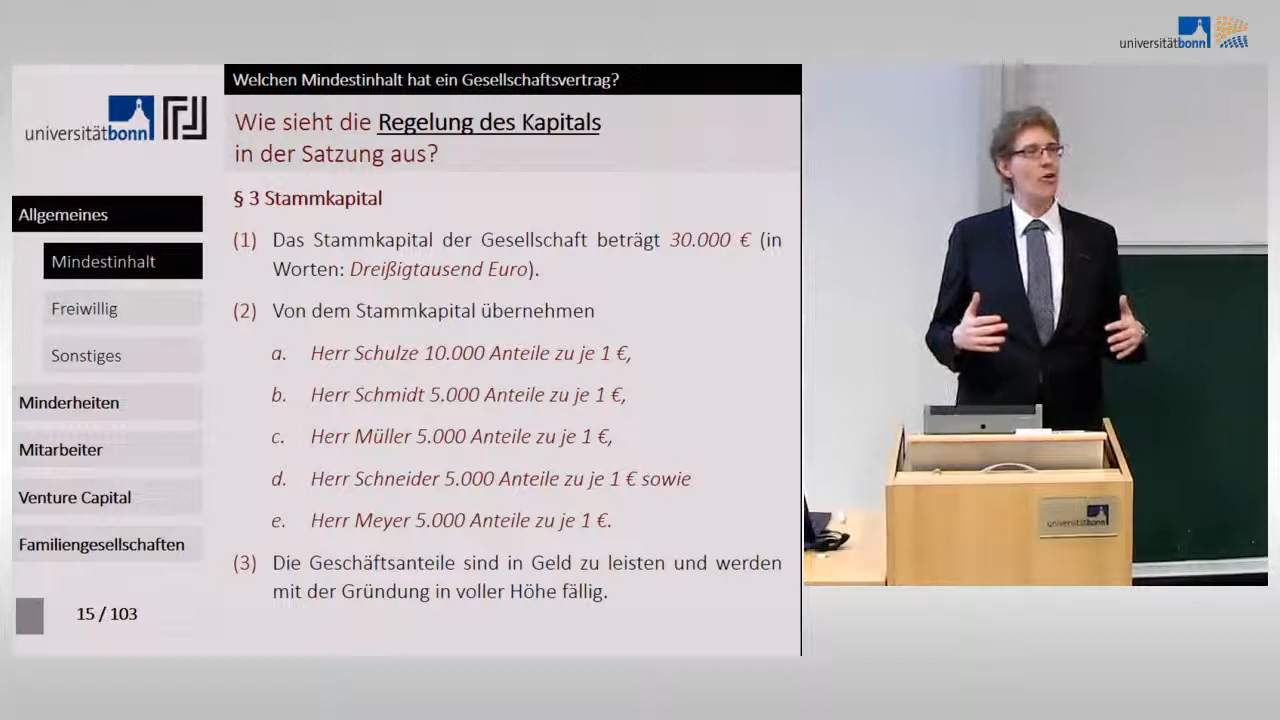 universitätbonn
Welchen Mindestinhalt hat ein Gesellschaftsvertrag?
universitätbonn
Wie sieht die Regelung des Kapitals
in der Satzung aus?
Allgemeines
Mindestinhalt
Freiwillig
Sonstiges
Minderheiten
Mitarbeiter
Venture Capital
Familiengesellschaften
15 / 103
§ 3 Stammkapital
(1) Das Stammkapital der Gesellschaft beträgt 30.000 € (in
Worten: Dreißigtausend Euro).
(2) Von dem Stammkapital übernehmen
a. Herr Schulze 10.000 Anteile zu je 1 €,
b. Herr Schmidt 5.000 Anteile zu je 1 €,
c. Herr Müller 5.000 Anteile zu je 1 €,
d. Herr Schneider 5.000 Anteile zu je 1 € sowie
e. Herr Meyer 5.000 Anteile zu je 1 €.
(3) Die Geschäftsanteile sind in Geld zu leisten und werden
mit der Gründung in voller Höhe fällig.
universitätbonn